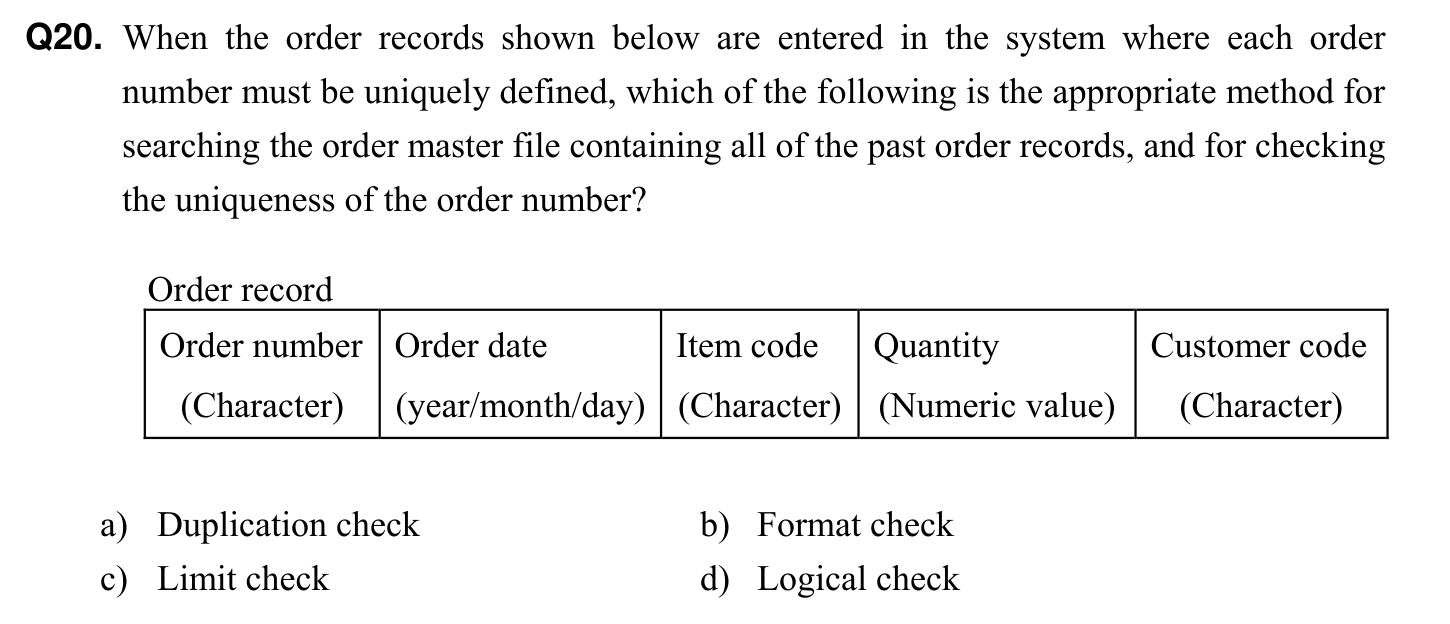 Q20. When the order records shown below are entered in the system where each order
number must be uniquely defined, which of the following is the appropriate method for
searching the order master file containing all of the past order records, and for checking
the uniqueness of the order number?
Order record
Order number Order date Item code Quantity Customer code
(Character) (year/month/day) (Character) (Numeric value) (Character)
a) Duplication check b) Format check
c) Limit check d) Logical check